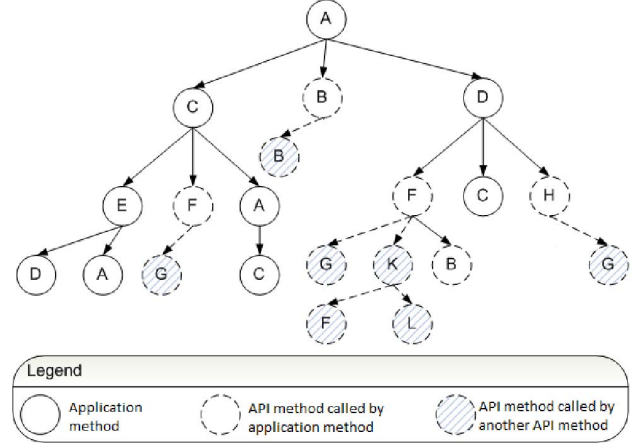 A
C
B
D
B
E
F
A
F
C
H
D
A
G
C
G
K
B
G
F
L
Legend
Application
method
API method called by
application method
API method called by
another API method